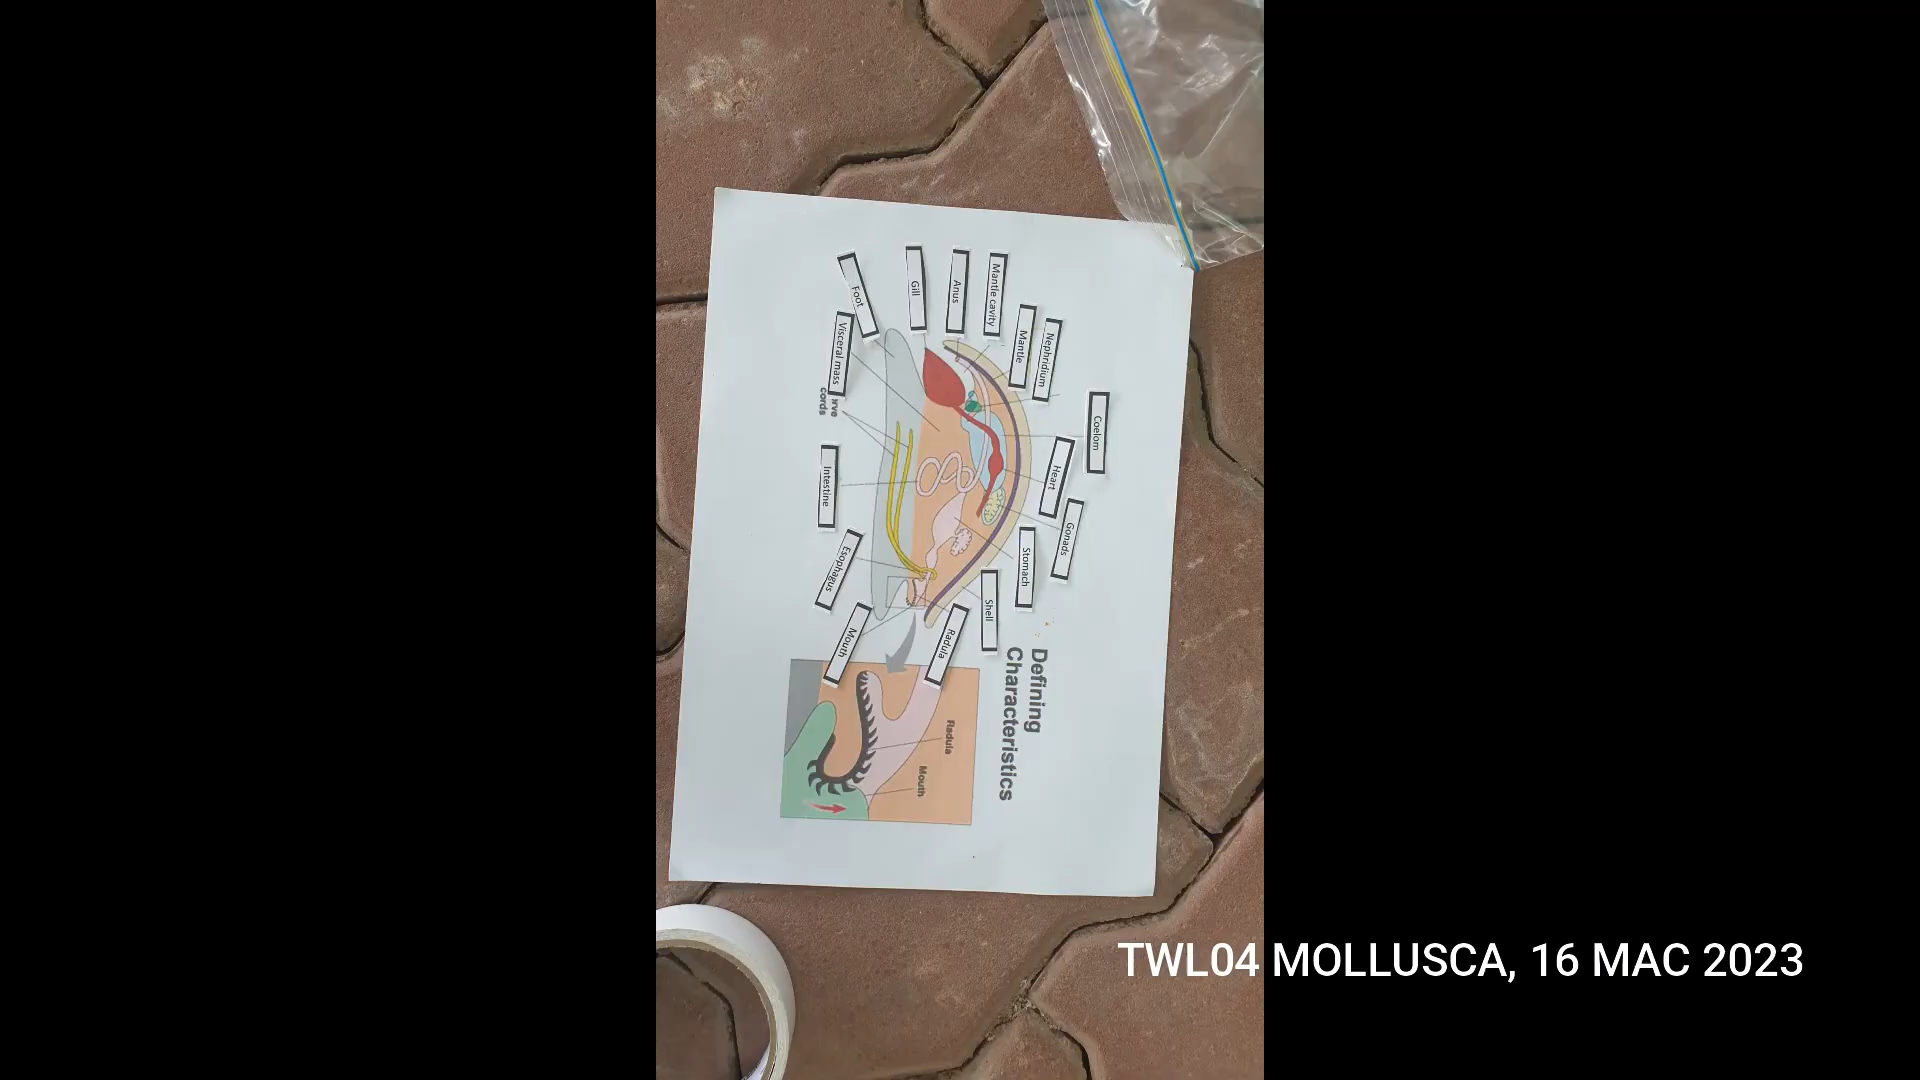 Defining
Characteristics
Coelom
Heart
Nephridium
Gonads
Mantle
Stomach
Mantle cavity
Shell
Anus
Radula
Gill
Foot
Visceral mass
rve
cords
Intestine
Esophagus
Mouth
Radula
Mouth
TWL04 MOLLUSCA, 16 MAC 2023